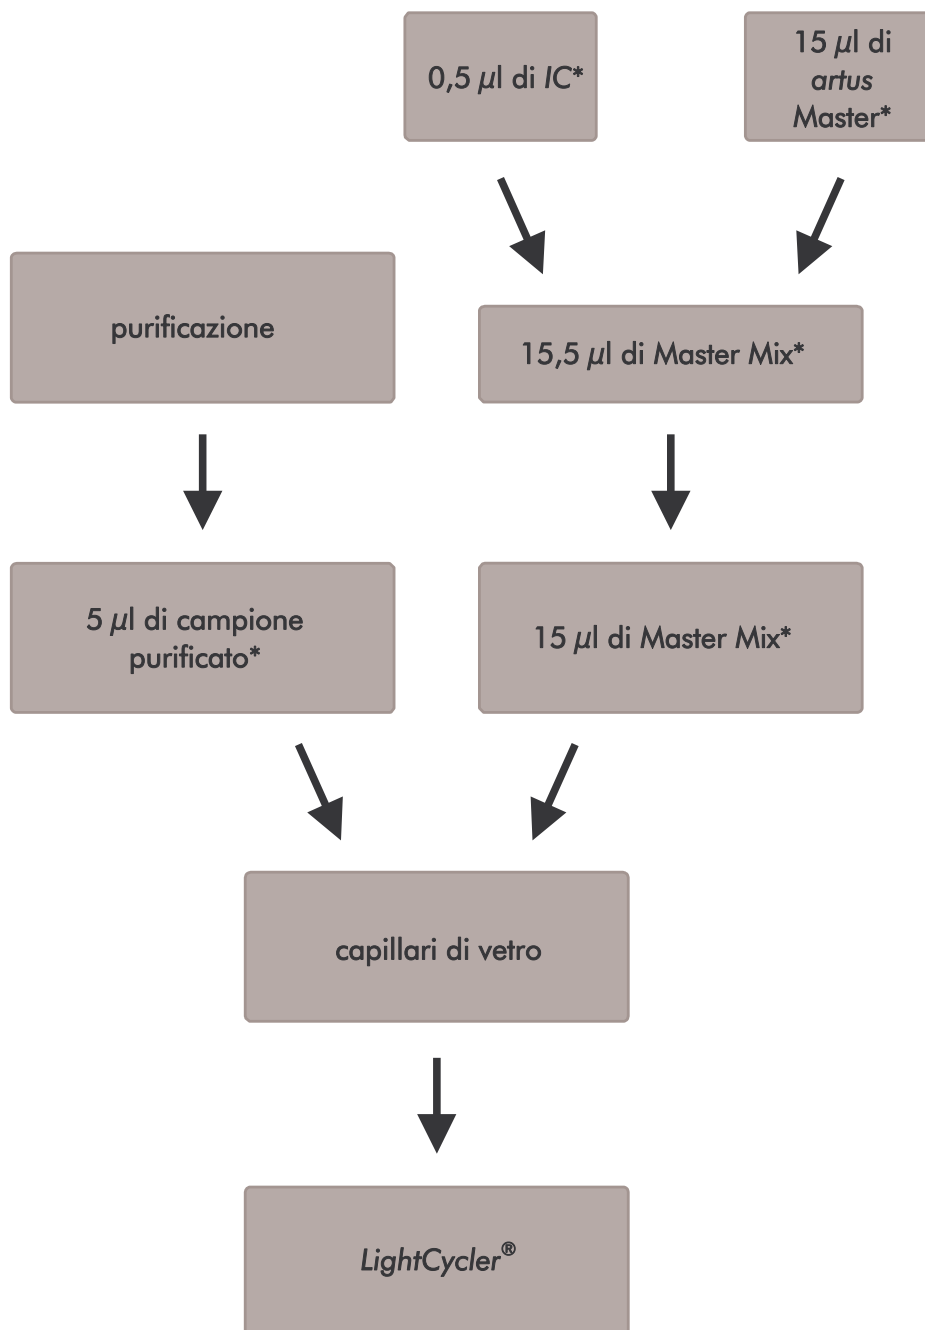 0,5 µl di IC*
15 µl di
artus
Master*
purificazione
15,5 µl di Master Mix*
5 µl di campione
purificato*
15 µl di Master Mix*
capillari di vetro
LightCycler®